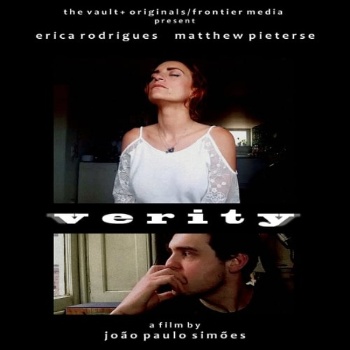 the vault+ originals/frontier media
present
erica rodrigues matthew pieterse
verity
a film by
joão paulo simões